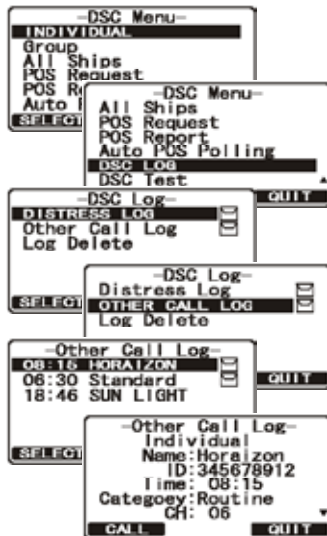 -DSC Menu-
INDIVIDUAL
Group
All Ships
POS Request
POS
Auto
SELECT
-DSC Menu-
All Ships
POS Request
POS Report
Auto POS Polling
DSC LOG
DSC Test
QUIT
-DSC Log-
DISTRESS LOG
Other Call Log
Log Delete
SELECT
-DSC Log-
Distress Log
OTHER CALL LOG
Log Delete
QUIT
-Other Call Log-
08:15 HORAIZON
06:30 Standard
18:46 SUN LIGHT
SELECT
-Other Call Log-
Individual
Name:Horaizon
ID:345678912
Time: 08:15
Categoey:Routine
CH: 06
CALL QUIT